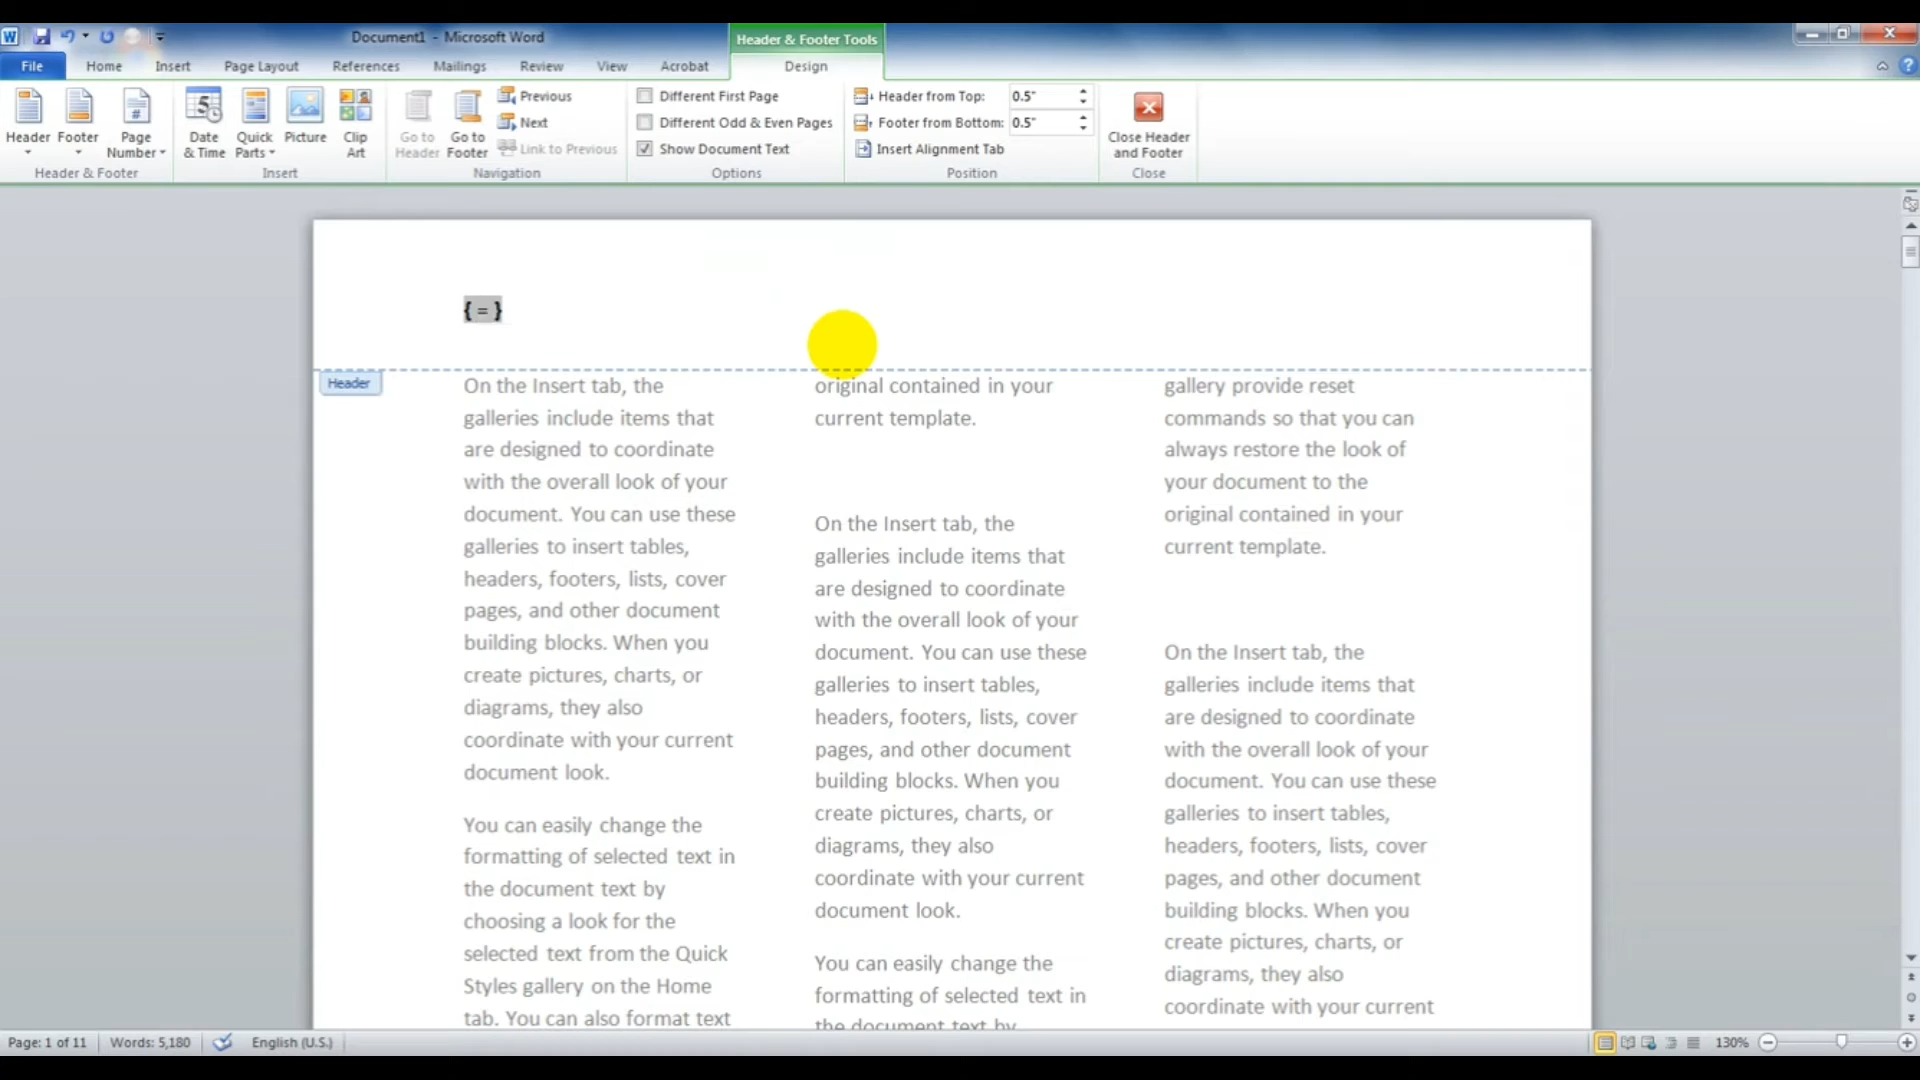 Document1 - Microsoft Word
Header & Footer Tools
File Home Insert Page Layout References Mailings Review View Acrobat Design
Header
Footer
Page
Number
Header & Footer
Date
& Time
Quick
Parts
Picture
Clip
Art
Insert
Go to
Header
Go to
Footer
Previous
Next
Link to Previous
Navigation
Different First Page
Different Odd & Even Pages
Show Document Text
Options
Header from Top: 0.5"
Footer from Bottom: 0.5"
Insert Alignment Tab
Position
Close Header
and Footer
Close
{ = }
Header
On the Insert tab, the
galleries include items that
are designed to coordinate
with the overall look of your
document. You can use these
galleries to insert tables,
headers, footers, lists, cover
pages, and other document
building blocks. When you
create pictures, charts, or
diagrams, they also
coordinate with your current
document look.
You can easily change the
formatting of selected text in
the document text by
choosing a look for the
selected text from the Quick
Styles gallery on the Home
tab. You can also format text
original contained in your
current template.
On the Insert tab, the
galleries include items that
are designed to coordinate
with the overall look of your
document. You can use these
galleries to insert tables,
headers, footers, lists, cover
pages, and other document
building blocks. When you
create pictures, charts, or
diagrams, they also
coordinate with your current
document look.
You can easily change the
formatting of selected text in
the document text by
gallery provide reset
commands so that you can
always restore the look of
your document to the
original contained in your
current template.
On the Insert tab, the
galleries include items that
are designed to coordinate
with the overall look of your
document. You can use these
galleries to insert tables,
headers, footers, lists, cover
pages, and other document
building blocks. When you
create pictures, charts, or
diagrams, they also
coordinate with your current
Page: 1 of 11 Words: 5,180 English (U.S.) 130%